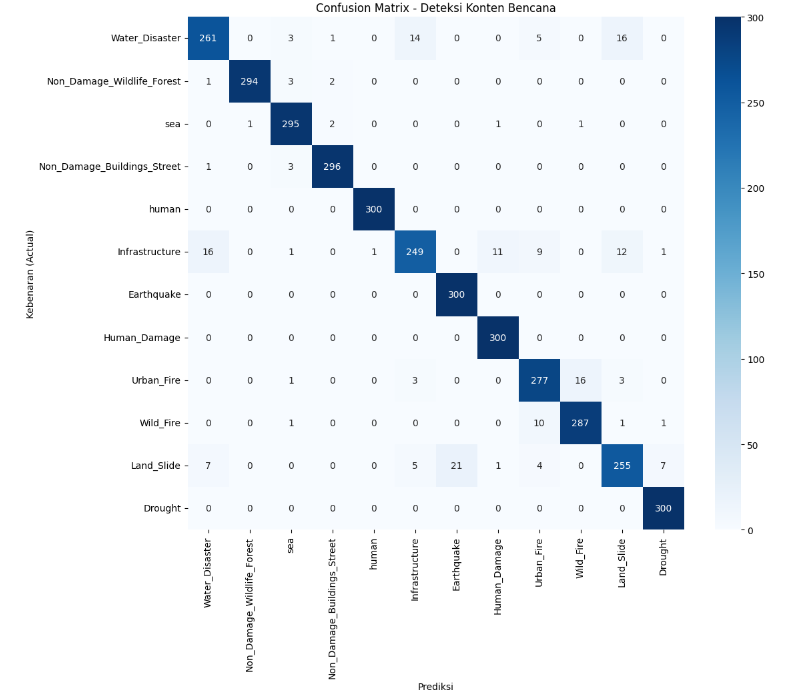 Confusion Matrix - Deteksi Konten Bencana
Kebenaran (Actual)
Water_Disaster 261 0 3 1 0 14 0 0 5 0 16 0
Non_Damage_Wildlife_Forest 1 294 3 2 0 0 0 0 0 0 0 0
sea 0 1 295 2 0 0 0 1 0 1 0 0
Non_Damage_Buildings_Street 1 0 3 296 0 0 0 0 0 0 0 0
human 0 0 0 0 300 0 0 0 0 0 0 0
Infrastructure 16 0 1 0 1 249 0 11 9 0 12 1
Earthquake 0 0 0 0 0 0 300 0 0 0 0 0
Human_Damage 0 0 0 0 0 0 0 300 0 0 0 0
Urban_Fire 0 0 1 0 0 3 0 0 277 16 3 0
Wild_Fire 0 0 1 0 0 0 0 0 10 287 1 1
Land_Slide 7 0 0 0 0 5 21 1 4 0 255 7
Drought 0 0 0 0 0 0 0 0 0 0 0 300
Water_Disaster
Non_Damage_Wildlife_Forest
sea
Non_Damage_Buildings_Street
human
Infrastructure
Earthquake
Human_Damage
Urban_Fire
Wild_Fire
Land_Slide
Drought
Prediksi
300
250
200
150
100
50
0